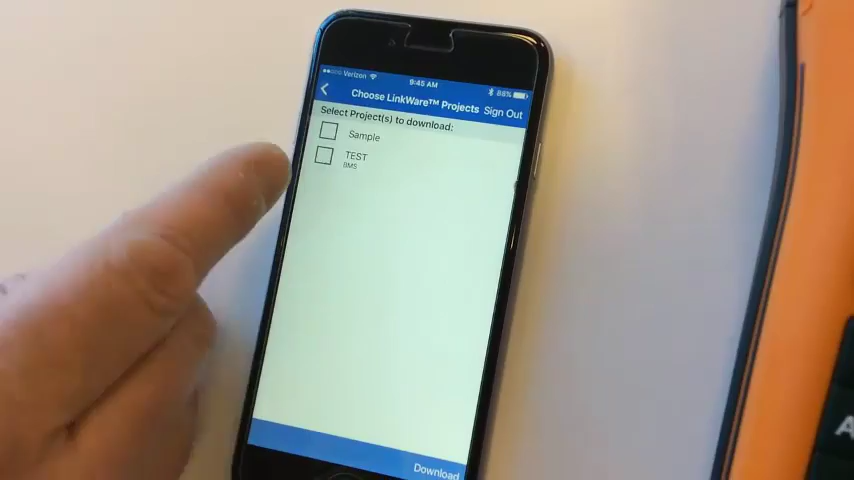 Verizon
9:45 AM
88%
Choose LinkWare™ Projects
Sign Out
Select Project(s) to download:
Sample
TEST
BMS
Download
A